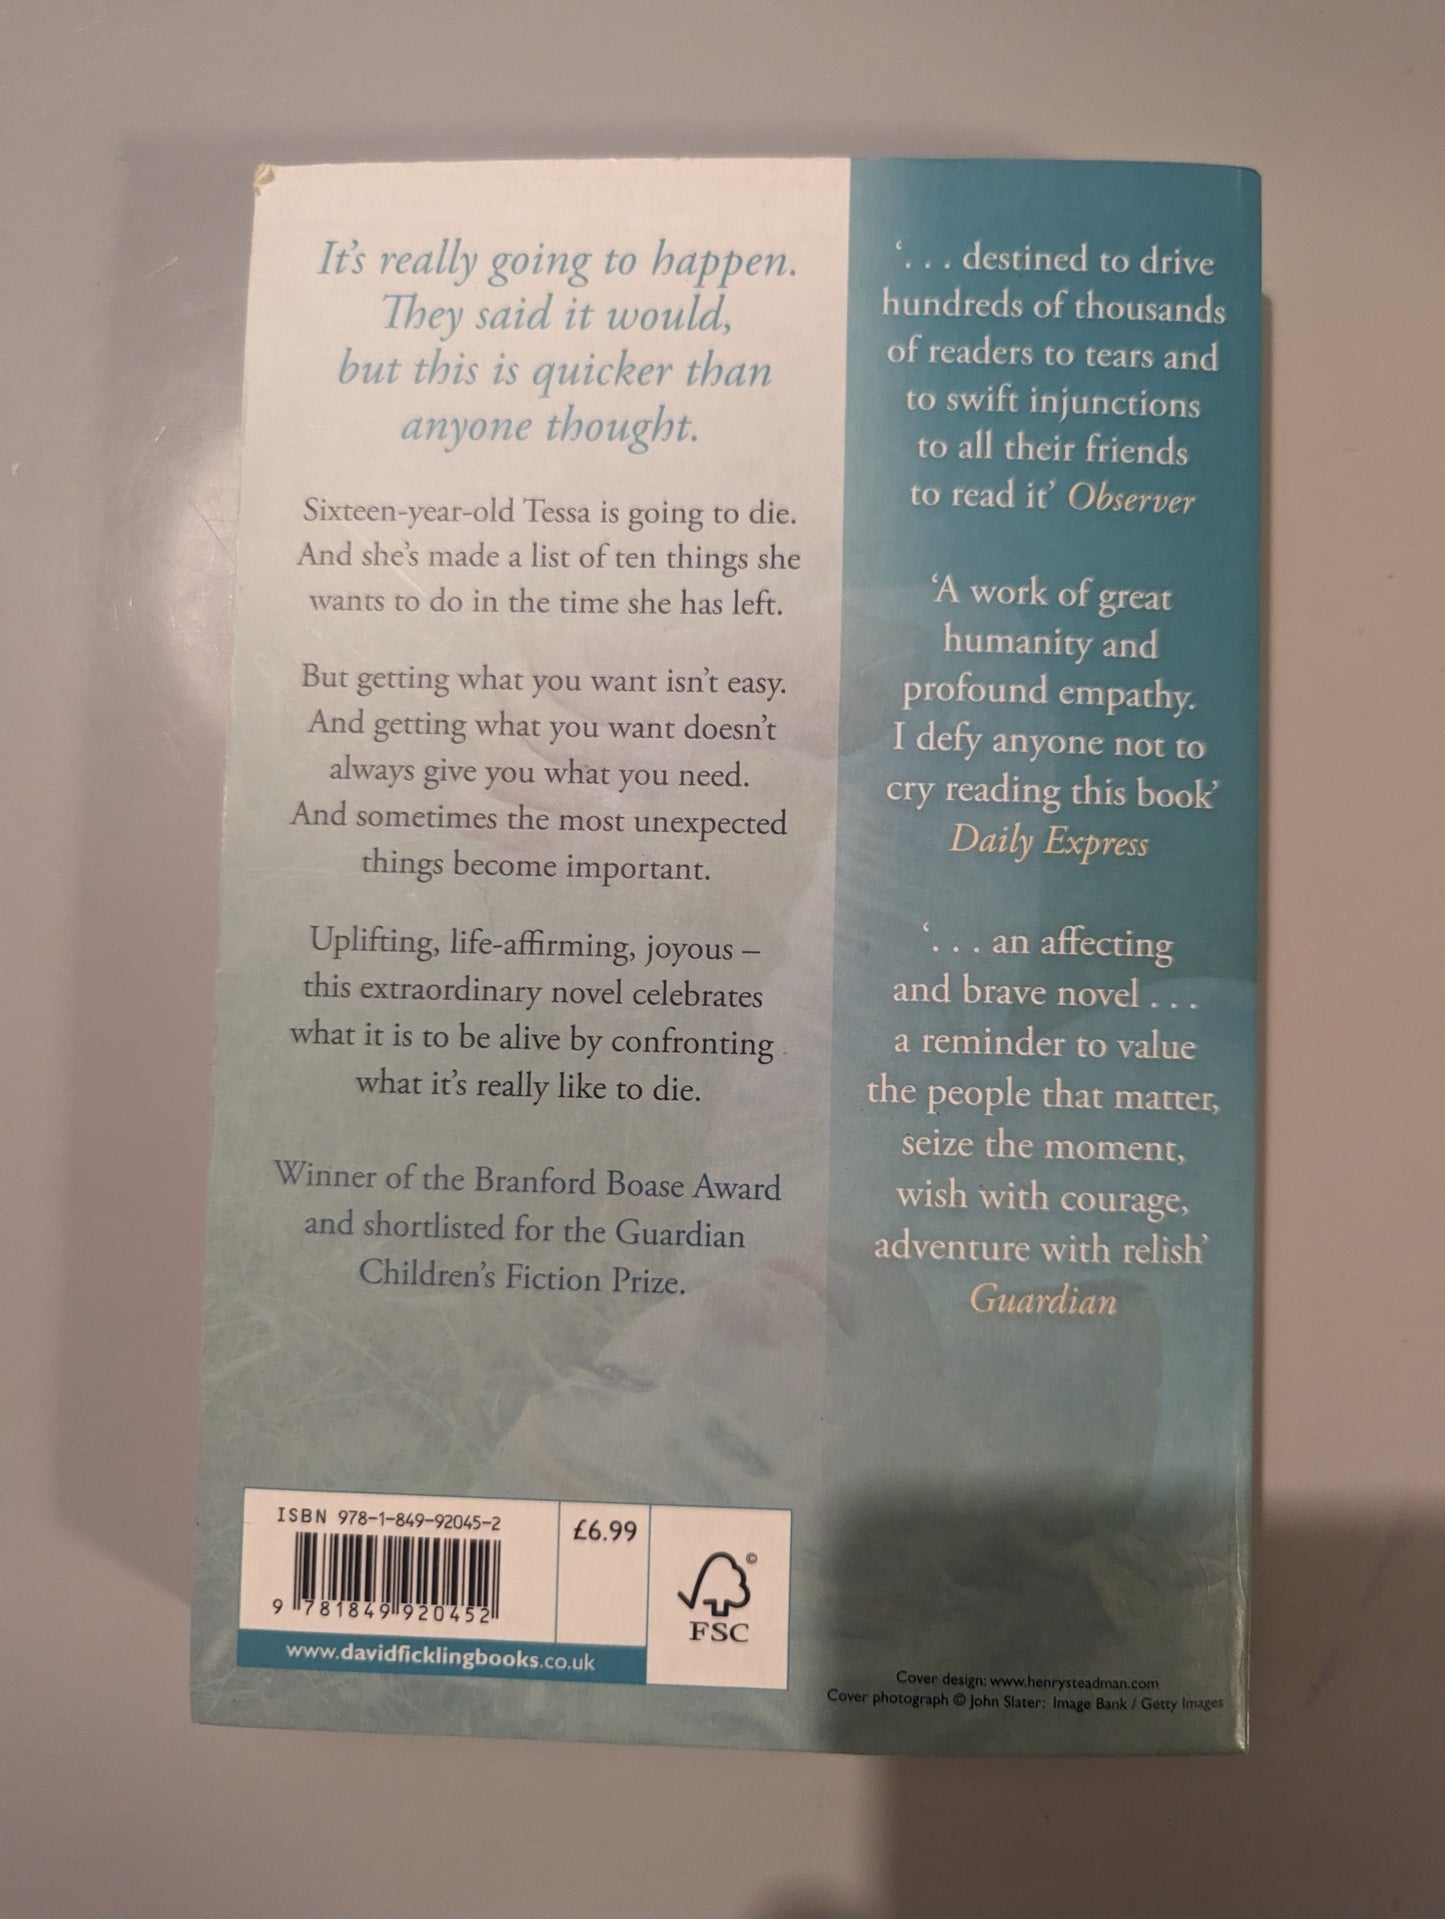 It's really going to happen.
They said it would,
but this is quicker than
anyone thought.
Sixteen-year-old Tessa is going to die.
And she's made a list of ten things she
wants to do in the time she has left.
But getting what you want isn't easy.
And getting what you want doesn't
always give you what you need.
And sometimes the most unexpected
things become important.
Uplifting, life-affirming, joyous –
this extraordinary novel celebrates
what it is to be alive by confronting
what it's really like to die.
Winner of the Branford Boase Award
and shortlisted for the Guardian
Children's Fiction Prize.
ISBN 978-1-849-92045-2
9 781849 920452
www.davidficklingbooks.co.uk
£6.99
©
FSC
‘. . . destined to drive
hundreds of thousands
of readers to tears and
to swift injunctions
to all their friends
to read it’ Observer
‘A work of great
humanity and
profound empathy.
I defy anyone not to
cry reading this book’
Daily Express
‘. . . an affecting
and brave novel . . .
a reminder to value
the people that matter,
seize the moment,
wish with courage,
adventure with relish’
Guardian
Cover design: www.henrysteadman.com
Cover photograph © John Slater: Image Bank / Getty Images